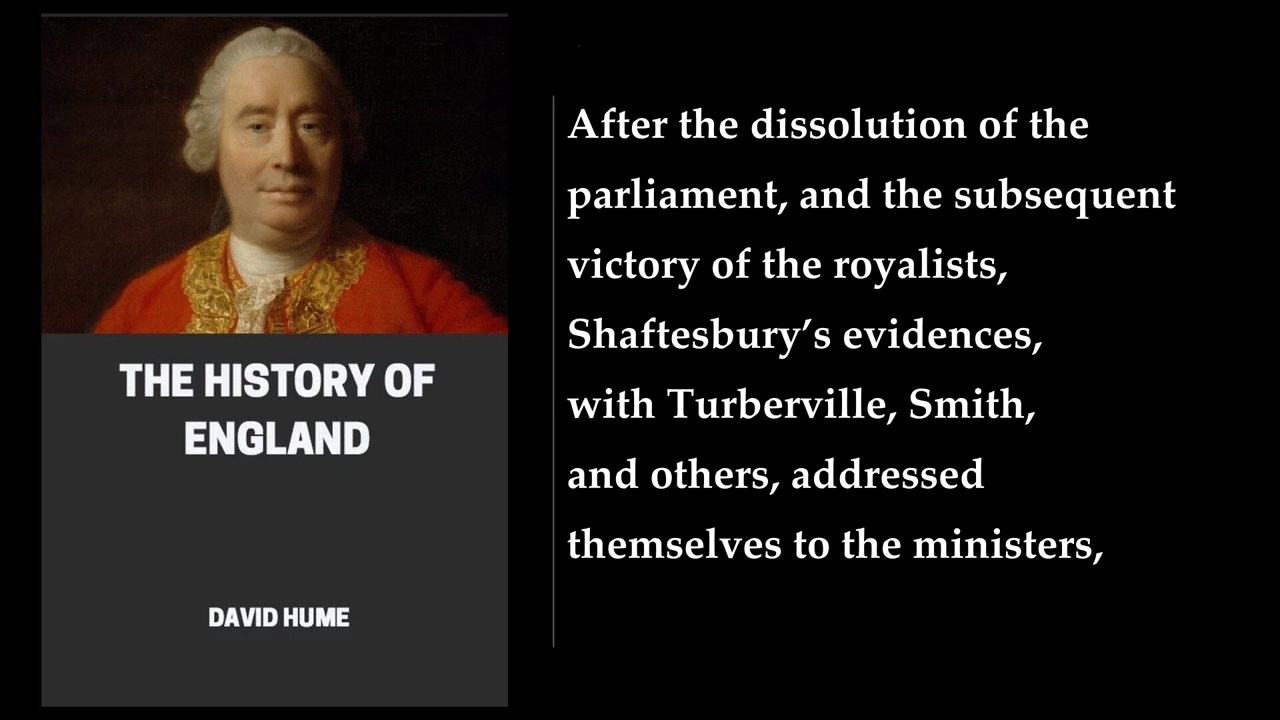 THE HISTORY OF
ENGLAND
DAVID HUME
After the dissolution of the
parliament, and the subsequent
victory of the royalists,
Shaftesbury’s evidences,
with Turberville, Smith,
and others, addressed
themselves to the ministers,